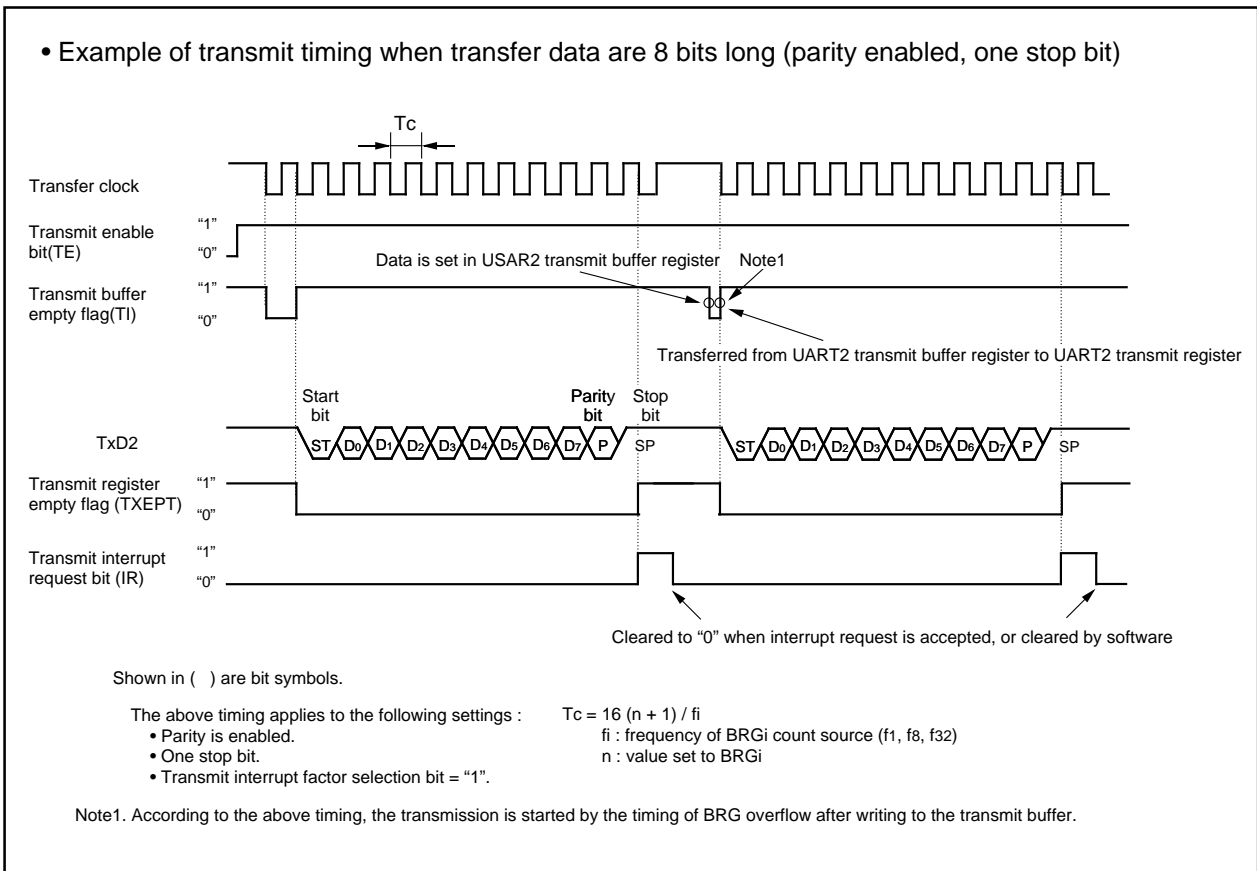 • Example of transmit timing when transfer data are 8 bits long (parity enabled, one stop bit)
Tc
Transfer clock
Transmit enable
bit(TE)
“1”
“0”
Data is set in USAR2 transmit buffer register
Note1
Transmit buffer
empty flag(TI)
“1”
“0”
Transferred from UART2 transmit buffer register to UART2 transmit register
Start
bit
Parity
bit
Stop
bit
TxD2
ST D0 D1 D2 D3 D4 D5 D6 D7 P SP
ST D0 D1 D2 D3 D4 D5 D6 D7 P SP
Transmit register
empty flag (TXEPT)
“1”
“0”
Transmit interrupt
request bit (IR)
“1”
“0”
Cleared to “0” when interrupt request is accepted, or cleared by software
Shown in ( ) are bit symbols.
The above timing applies to the following settings :
• Parity is enabled.
• One stop bit.
• Transmit interrupt factor selection bit = “1”.
Tc = 16 (n + 1) / fi
fi : frequency of BRGi count source (f1, f8, f32)
n : value set to BRGi
Note1. According to the above timing, the transmission is started by the timing of BRG overflow after writing to the transmit buffer.